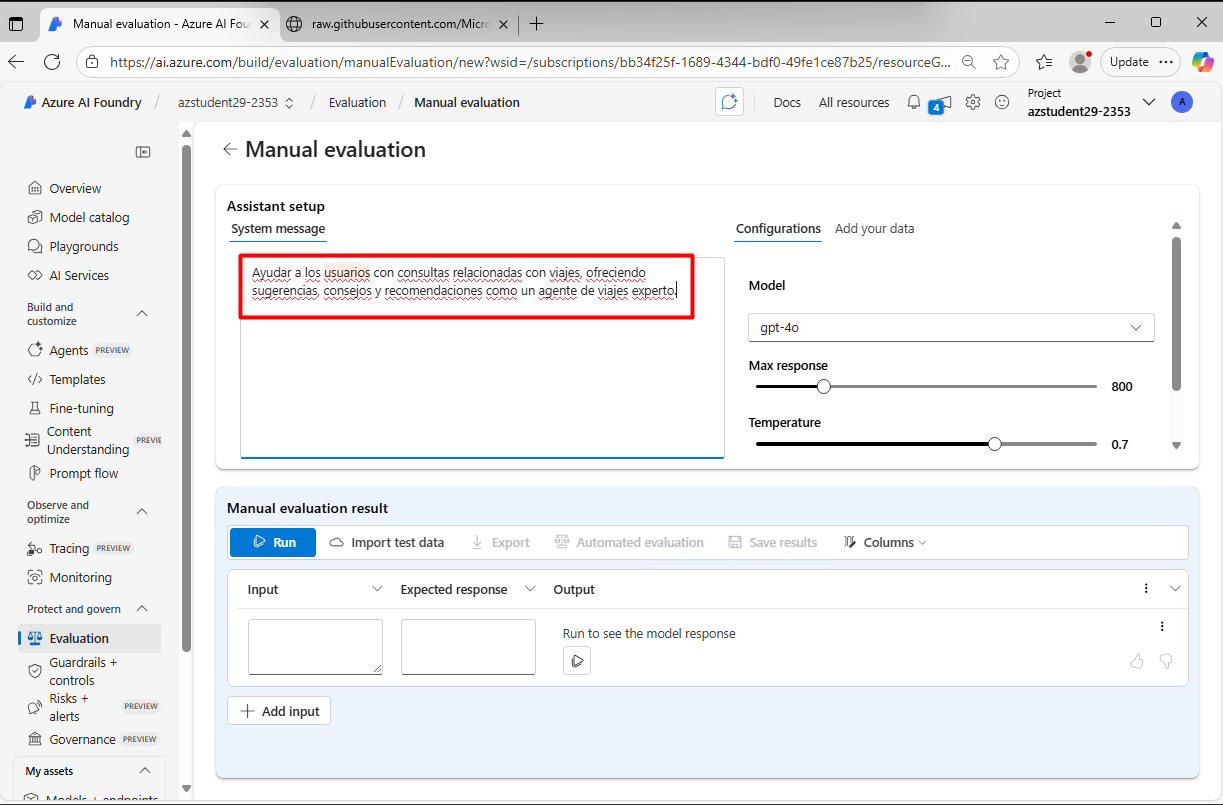 Manual evaluation - Azure AI Foun
raw.githubusercontent.com/Micro
https://ai.azure.com/build/evaluation/manualEvaluation/new?wsid=/subscriptions/bb34f25f-1689-4344-bdf0-49fe1ce87b25/resourceG...
Update
Azure AI Foundry / azstudent29-2353 / Evaluation / Manual evaluation
Docs
All resources
4
Project
azstudent29-2353
A
Overview
Model catalog
Playgrounds
AI Services
Build and
customize
Agents PREVIEW
Templates
Fine-tuning
Content
Understanding PREVIE
Prompt flow
Observe and
optimize
Tracing PREVIEW
Monitoring
Protect and govern
Evaluation
Guardrails +
controls
Risks +
alerts PREVIEW
Governance PREVIEW
My assets
Models + endpoints
Manual evaluation
Assistant setup
System message
Ayudar a los usuarios con consultas relacionadas con viajes, ofreciendo
sugerencias, consejos y recomendaciones como un agente de viajes experto.
Configurations Add your data
Model
gpt-4o
Max response
800
Temperature
0.7
Manual evaluation result
Run Import test data Export Automated evaluation Save results Columns
Input Expected response Output
Run to see the model response
Add input